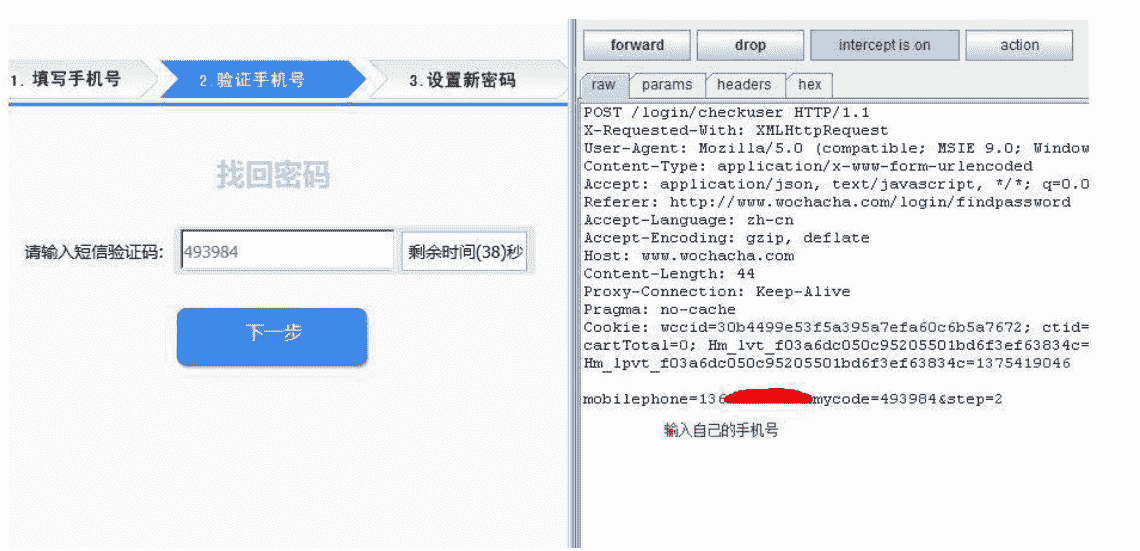 1. 填写手机号
2.验证手机号
3.设置新密码
找回密码
请输入短信验证码:
493984
剩余时间(38)秒
下一步
forward
drop
intercept is on
action
raw
params
headers
hex
POST /login/checkuser HTTP/1.1
X-Requested-With: XMLHttpRequest
User-Agent: Mozilla/5.0 (compatible; MSIE 9.0; Window
Content-Type: application/x-www-form-urlencoded
Accept: application/json, text/javascript, */*; q=0.0
Referer: http://www.wochacha.com/login/findpassword
Accept-Language: zh-cn
Accept-Encoding: gzip, deflate
Host: www.wochacha.com
Content-Length: 44
Proxy-Connection: Keep-Alive
Pragma: no-cache
Cookie: wccid=30b4499e53f5a395a7efa60c6b5a7672; ctid=
cartTotal=0; Hm_lvt_f03a6dc050c95205501bd6f3ef63834c=
Hm_lpvt_f03a6dc050c95205501bd6f3ef63834c=1375419046
mobilephone=136 mycode=493984&step=2
输入自己的手机号